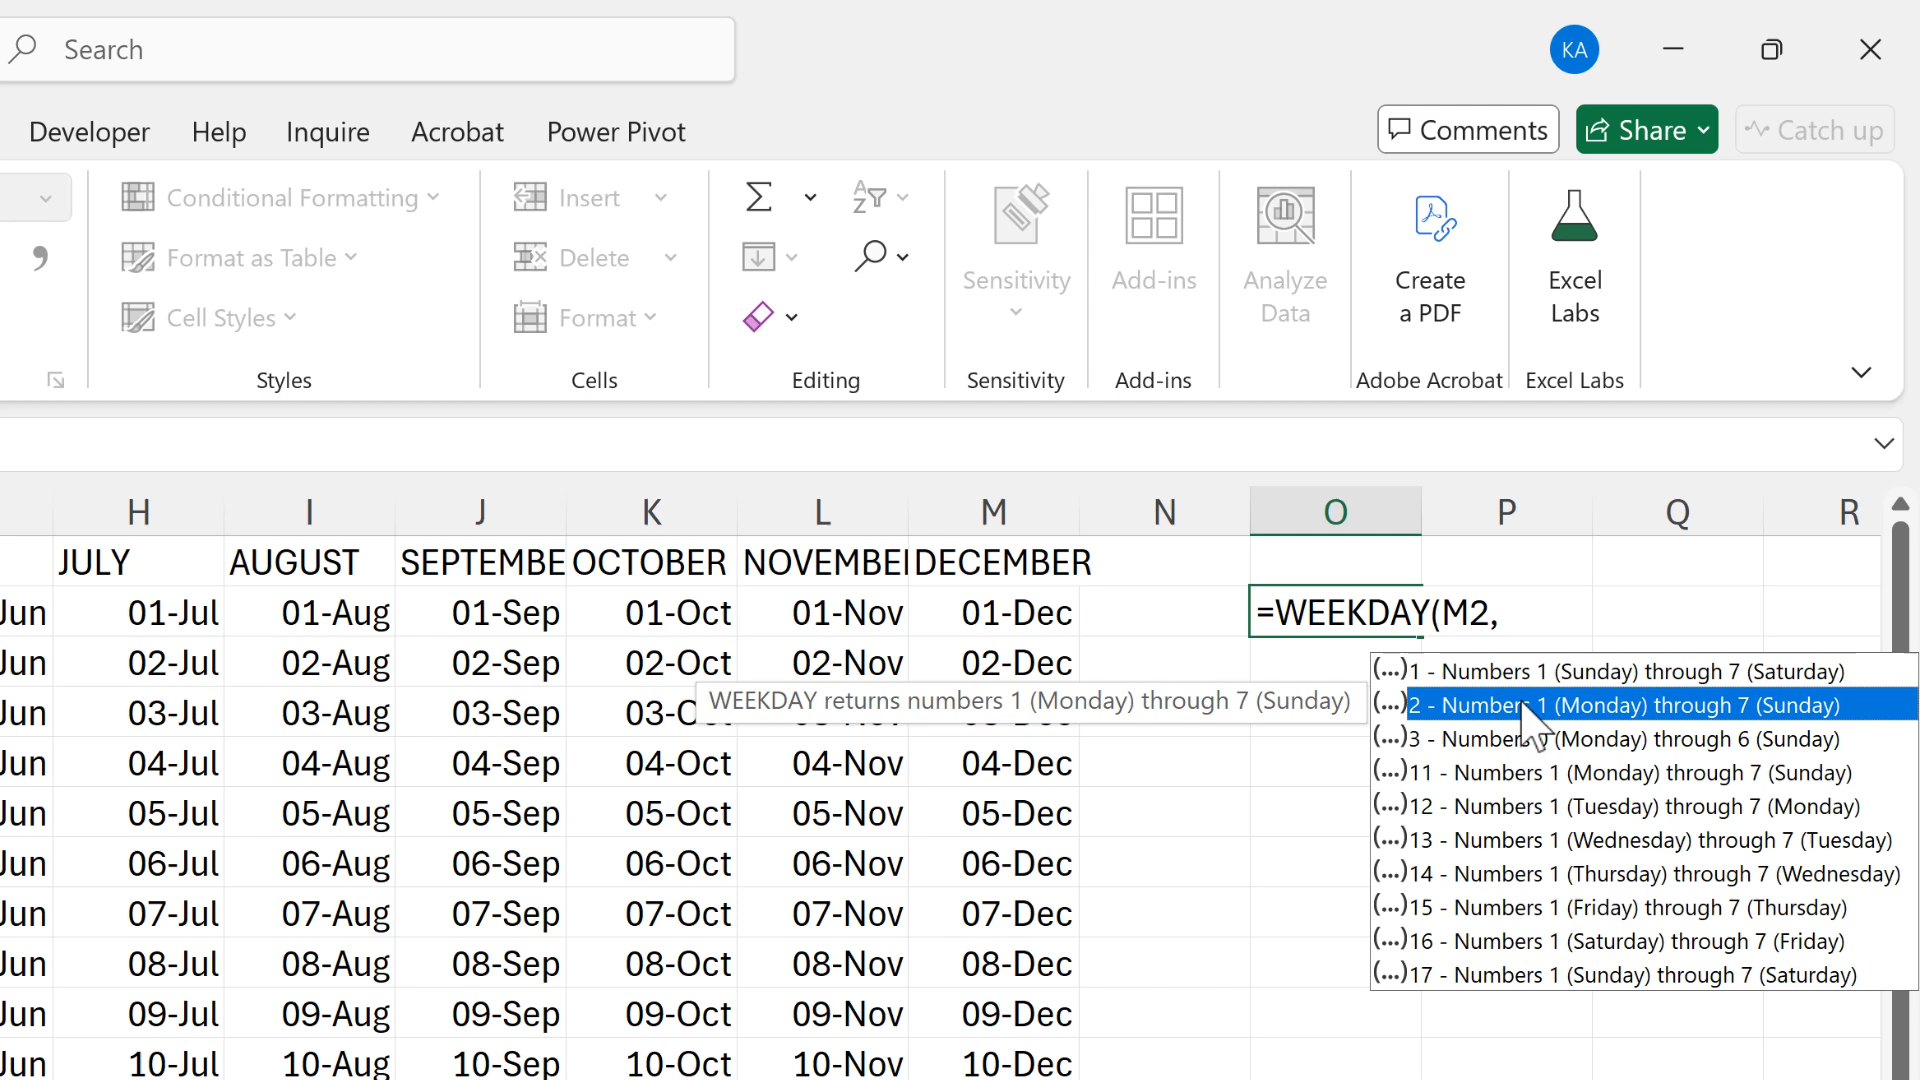 Search
KA
Developer Help Inquire Acrobat Power Pivot
Comments Share Catch up
Conditional Formatting
Format as Table
Cell Styles
Styles
Insert
Delete
Format
Cells
Editing
Sensitivity
Sensitivity
Add-ins
Add-ins
Analyze
Data
Create
a PDF
Adobe Acrobat
Excel
Labs
Excel Labs
H I J K L M N O P Q R
JULY AUGUST SEPTEMBE OCTOBER NOVEMBE DECEMBER
Jun 01-Jul 01-Aug 01-Sep 01-Oct 01-Nov 01-Dec =WEEKDAY(M2,
Jun 02-Jul 02-Aug 02-Sep 02-Oct 02-Nov 02-Dec
Jun 03-Jul 03-Aug 03-Sep
WEEKDAY returns numbers 1 (Monday) through 7 (Sunday)
Jun 04-Jul 04-Aug 04-Sep 04-Oct 04-Nov 04-Dec
Jun 05-Jul 05-Aug 05-Sep 05-Oct 05-Nov 05-Dec
Jun 06-Jul 06-Aug 06-Sep 06-Oct 06-Nov 06-Dec
Jun 07-Jul 07-Aug 07-Sep 07-Oct 07-Nov 07-Dec
Jun 08-Jul 08-Aug 08-Sep 08-Oct 08-Nov 08-Dec
Jun 09-Jul 09-Aug 09-Sep 09-Oct 09-Nov 09-Dec
Jun 10-Jul 10-Aug 10-Sep 10-Oct 10-Nov 10-Dec
(...)1 - Numbers 1 (Sunday) through 7 (Saturday)
(...)2 - Numbers 1 (Monday) through 7 (Sunday)
(...)3 - Number (Monday) through 6 (Sunday)
(...)11 - Numbers 1 (Monday) through 7 (Sunday)
(...)12 - Numbers 1 (Tuesday) through 7 (Monday)
(...)13 - Numbers 1 (Wednesday) through 7 (Tuesday)
(...)14 - Numbers 1 (Thursday) through 7 (Wednesday)
(...)15 - Numbers 1 (Friday) through 7 (Thursday)
(...)16 - Numbers 1 (Saturday) through 7 (Friday)
(...)17 - Numbers 1 (Sunday) through 7 (Saturday)